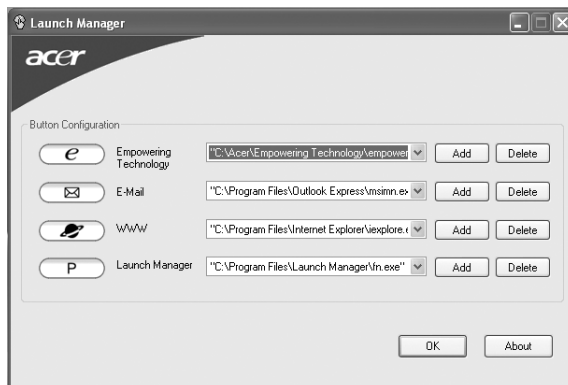 Launch Manager
acer
Button Configuration
e Empowering Technology "C:\Acer\Empowering Technology\empower Add Delete
E-Mail "C:\Program Files\Outlook Express\msimn.ex Add Delete
WWW "C:\Program Files\Internet Explorer\iexplore.e Add Delete
P Launch Manager "C:\Program Files\Launch Manager\fn.exe" Add Delete
OK About